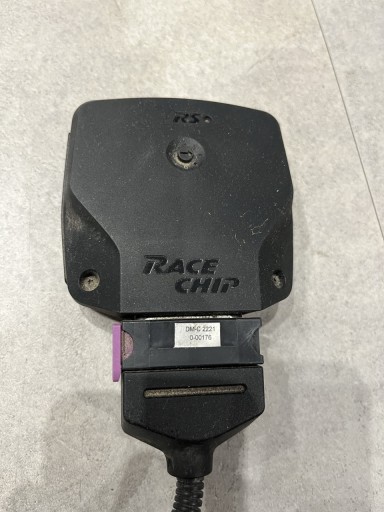 RS
RACE
CHIP
DM-C 2221
0-00176